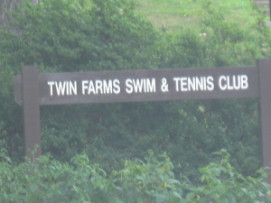 TWIN FARMS SWIM & TENNIS CLUB